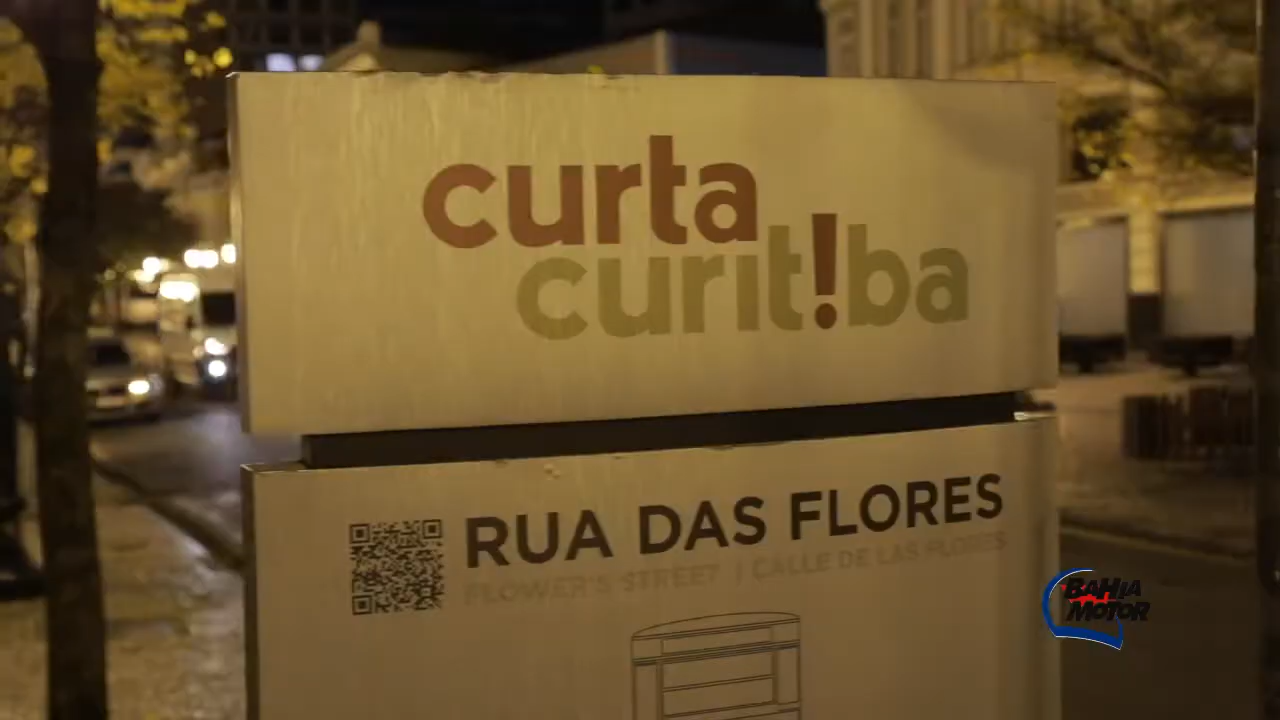 curta
curit!ba
RUA DAS FLORES
FLOWER'S STREET | CALLE DE LAS FLORES
BAHIA
MOTOR